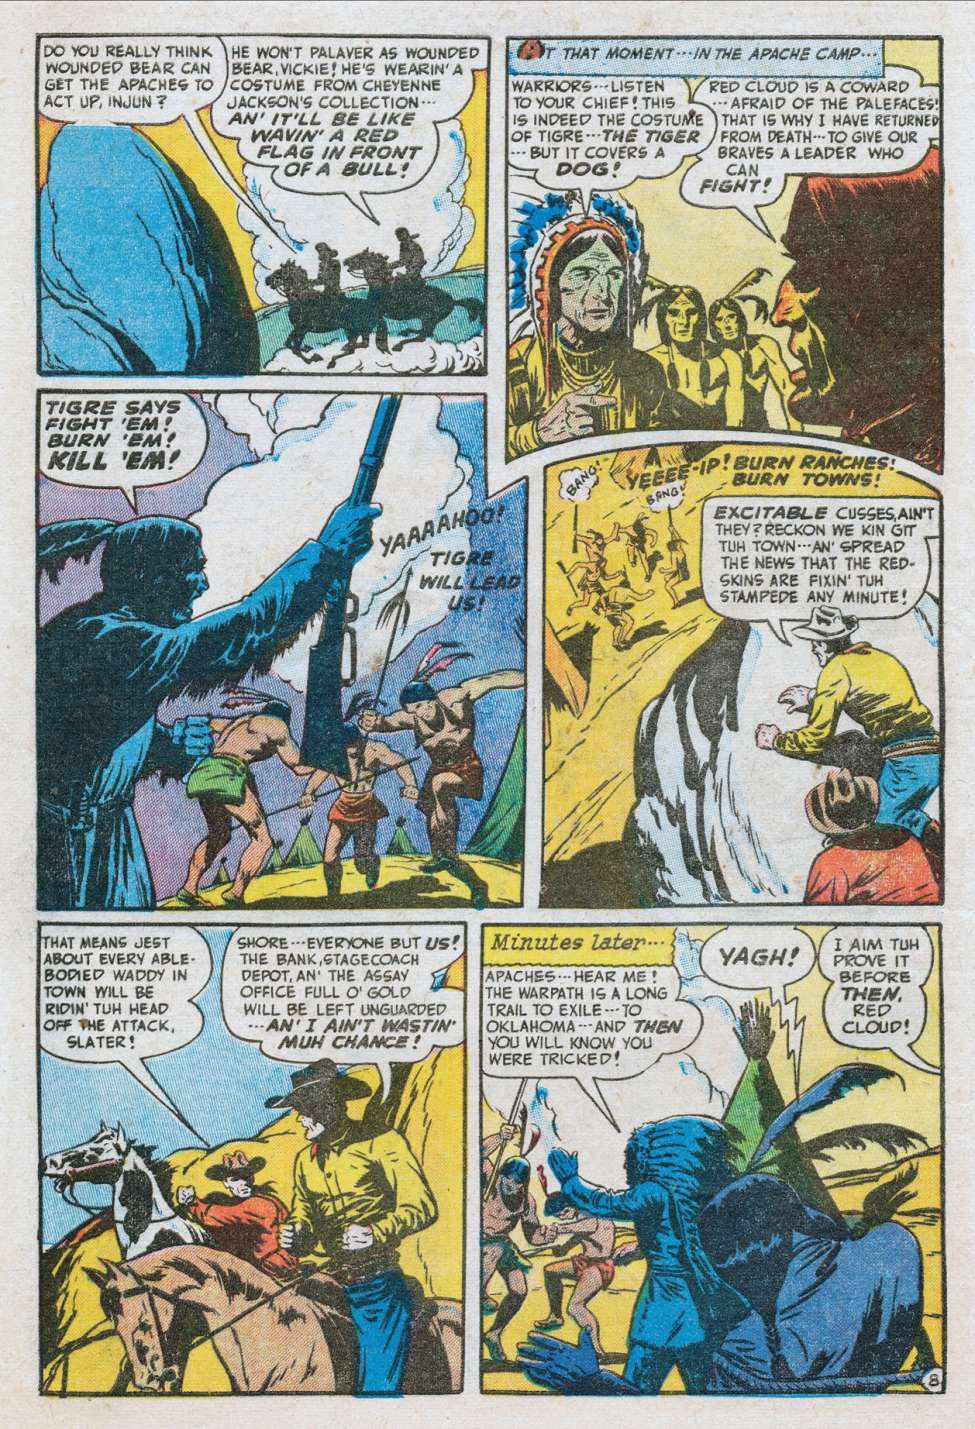 DO YOU REALLY THINK
WOUNDED BEAR CAN
GET THE APACHES TO
ACT UP, INJUN?
HE WON'T PALAVER AS WOUNDED
BEAR, VICKIE! HE'S WEARIN' A
COSTUME FROM CHEYENNE
JACKSON'S COLLECTION---
AN' IT'LL BE LIKE
WAVIN' A RED
FLAG IN FRONT
OF A BULL!
AT THAT MOMENT---IN THE APACHE CAMP---
WARRIORS---LISTEN
TO YOUR CHIEF! THIS
IS INDEED THE COSTUME
OF TIGRE---THE TIGER
---BUT IT COVERS A
DOG!
RED CLOUD IS A COWARD
---AFRAID OF THE PALEFACES!
THAT IS WHY I HAVE RETURNED
FROM DEATH---TO GIVE OUR
BRAVES A LEADER WHO
CAN
FIGHT!
TIGRE SAYS
FIGHT 'EM!
BURN 'EM!
KILL 'EM!
YAAAAHOO!
TIGRE
WILL LEAD
US!
BANG!
YEEEE-IP! BURN RANCHES!
BURN TOWNS!
BANG!
EXCITABLE CUSSES, AIN'T
THEY? RECKON WE KIN GIT
TUH TOWN---AN' SPREAD
THE NEWS THAT THE RED-
SKINS ARE FIXIN' TUH
STAMPEDE ANY MINUTE!
THAT MEANS JEST
ABOUT EVERY ABLE-
BODIED WADDY IN
TOWN WILL BE
RIDIN' TUH HEAD
OFF THE ATTACK,
SLATER!
SHORE---EVERYONE BUT US!
THE BANK, STAGECOACH
DEPOT, AN' THE ASSAY
OFFICE FULL O' GOLD
WILL BE LEFT UNGUARDED
---AN' I AIN'T WASTIN'
MUH CHANCE!
Minutes later---
APACHES---HEAR ME!
THE WARPATH IS A LONG
TRAIL TO EXILE---TO
OKLAHOMA---AND THEN
YOU WILL KNOW YOU
WERE TRICKED!
YAGH!
I AIM TUH
PROVE IT
BEFORE
THEN,
RED
CLOUD!
8